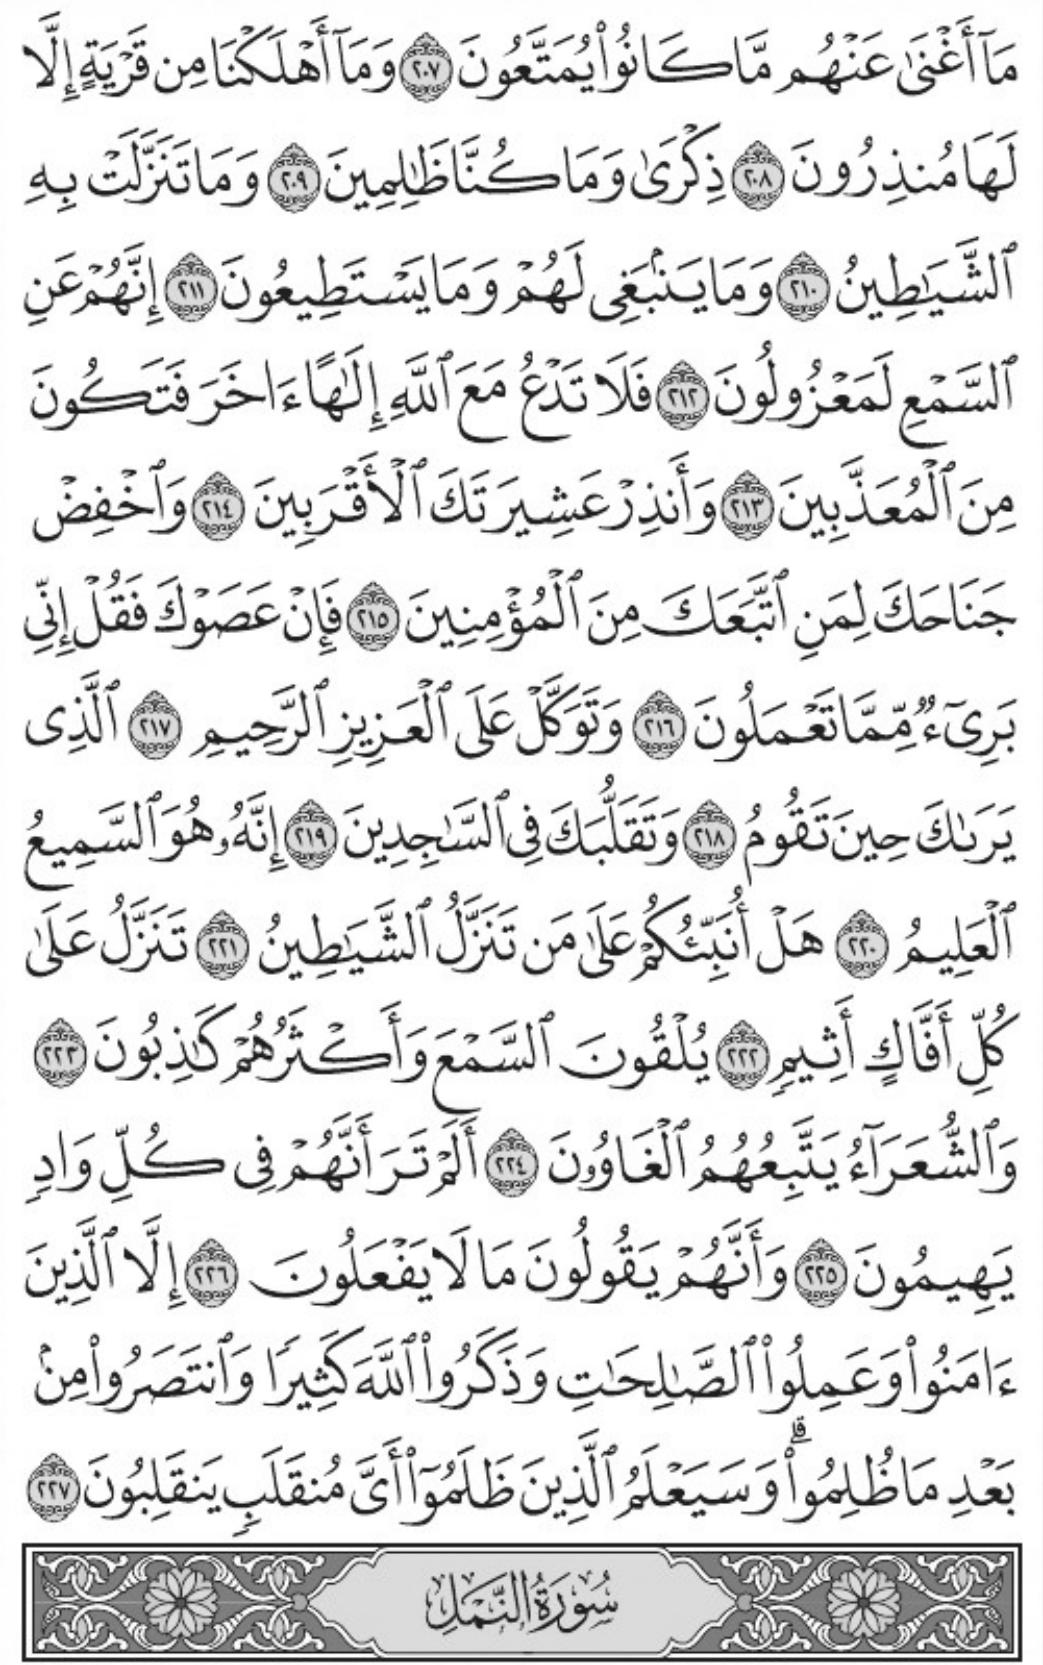 مَآ أَغْنَىٰ عَنْهُم مَّا كَانُوا۟ يُمَتَّعُونَ ٢٠٧ وَمَآ أَهْلَكْنَا مِن قَرْيَةٍ إِلَّا
لَهَا مُنذِرُونَ ٢٠٨ ذِكْرَىٰ وَمَا كُنَّا ظَٰلِمِينَ ٢٠٩ وَمَا تَنَزَّلَتْ بِهِ
ٱلشَّيَٰطِينُ ٢١٠ وَمَا يَنۢبَغِى لَهُمْ وَمَا يَسْتَطِيعُونَ ٢١١ إِنَّهُمْ عَنِ
ٱلسَّمْعِ لَمَعْزُولُونَ ٢١٢ فَلَا تَدْعُ مَعَ ٱللَّهِ إِلَٰهًا ءَاخَرَ فَتَكُونَ
مِنَ ٱلْمُعَذَّبِينَ ٢١٣ وَأَنذِرْ عَشِيرَتَكَ ٱلْأَقْرَبِينَ ٢١٤ وَٱخْفِضْ
جَنَاحَكَ لِمَنِ ٱتَّبَعَكَ مِنَ ٱلْمُؤْمِنِينَ ٢١٥ فَإِنْ عَصَوْكَ فَقُلْ إِنِّى
بَرِىٓءٌ مِّمَّا تَعْمَلُونَ ٢١٦ وَتَوَكَّلْ عَلَى ٱلْعَزِيزِ ٱلرَّحِيمِ ٢١٧ ٱلَّذِى
يَرَىٰكَ حِينَ تَقُومُ ٢١٨ وَتَقَلُّبَكَ فِى ٱلسَّٰجِدِينَ ٢١٩ إِنَّهُۥ هُوَ ٱلسَّمِيعُ
ٱلْعَلِيمُ ٢٢٠ هَلْ أُنَبِّئُكُمْ عَلَىٰ مَن تَنَزَّلُ ٱلشَّيَٰطِينُ ٢٢١ تَنَزَّلُ عَلَىٰ
كُلِّ أَفَّاكٍ أَثِيمٍ ٢٢٢ يُلْقُونَ ٱلسَّمْعَ وَأَكْثَرُهُمْ كَٰذِبُونَ ٢٢٣
وَٱلشُّعَرَآءُ يَتَّبِعُهُمُ ٱلْغَاوُۥنَ ٢٢٤ أَلَمْ تَرَ أَنَّهُمْ فِى كُلِّ وَادٍ
يَهِيمُونَ ٢٢٥ وَأَنَّهُمْ يَقُولُونَ مَا لَا يَفْعَلُونَ ٢٢٦ إِلَّا ٱلَّذِينَ
ءَامَنُوا۟ وَعَمِلُوا۟ ٱلصَّٰلِحَٰتِ وَذَكَرُوا۟ ٱللَّهَ كَثِيرًا وَٱنتَصَرُوا۟ مِنۢ
بَعْدِ مَا ظُلِمُوا۟ ۗ وَسَيَعْلَمُ ٱلَّذِينَ ظَلَمُوٓا۟ أَىَّ مُنقَلَبٍ يَنقَلِبُونَ ٢٢٧
سُورَةُ النَّمْلِ